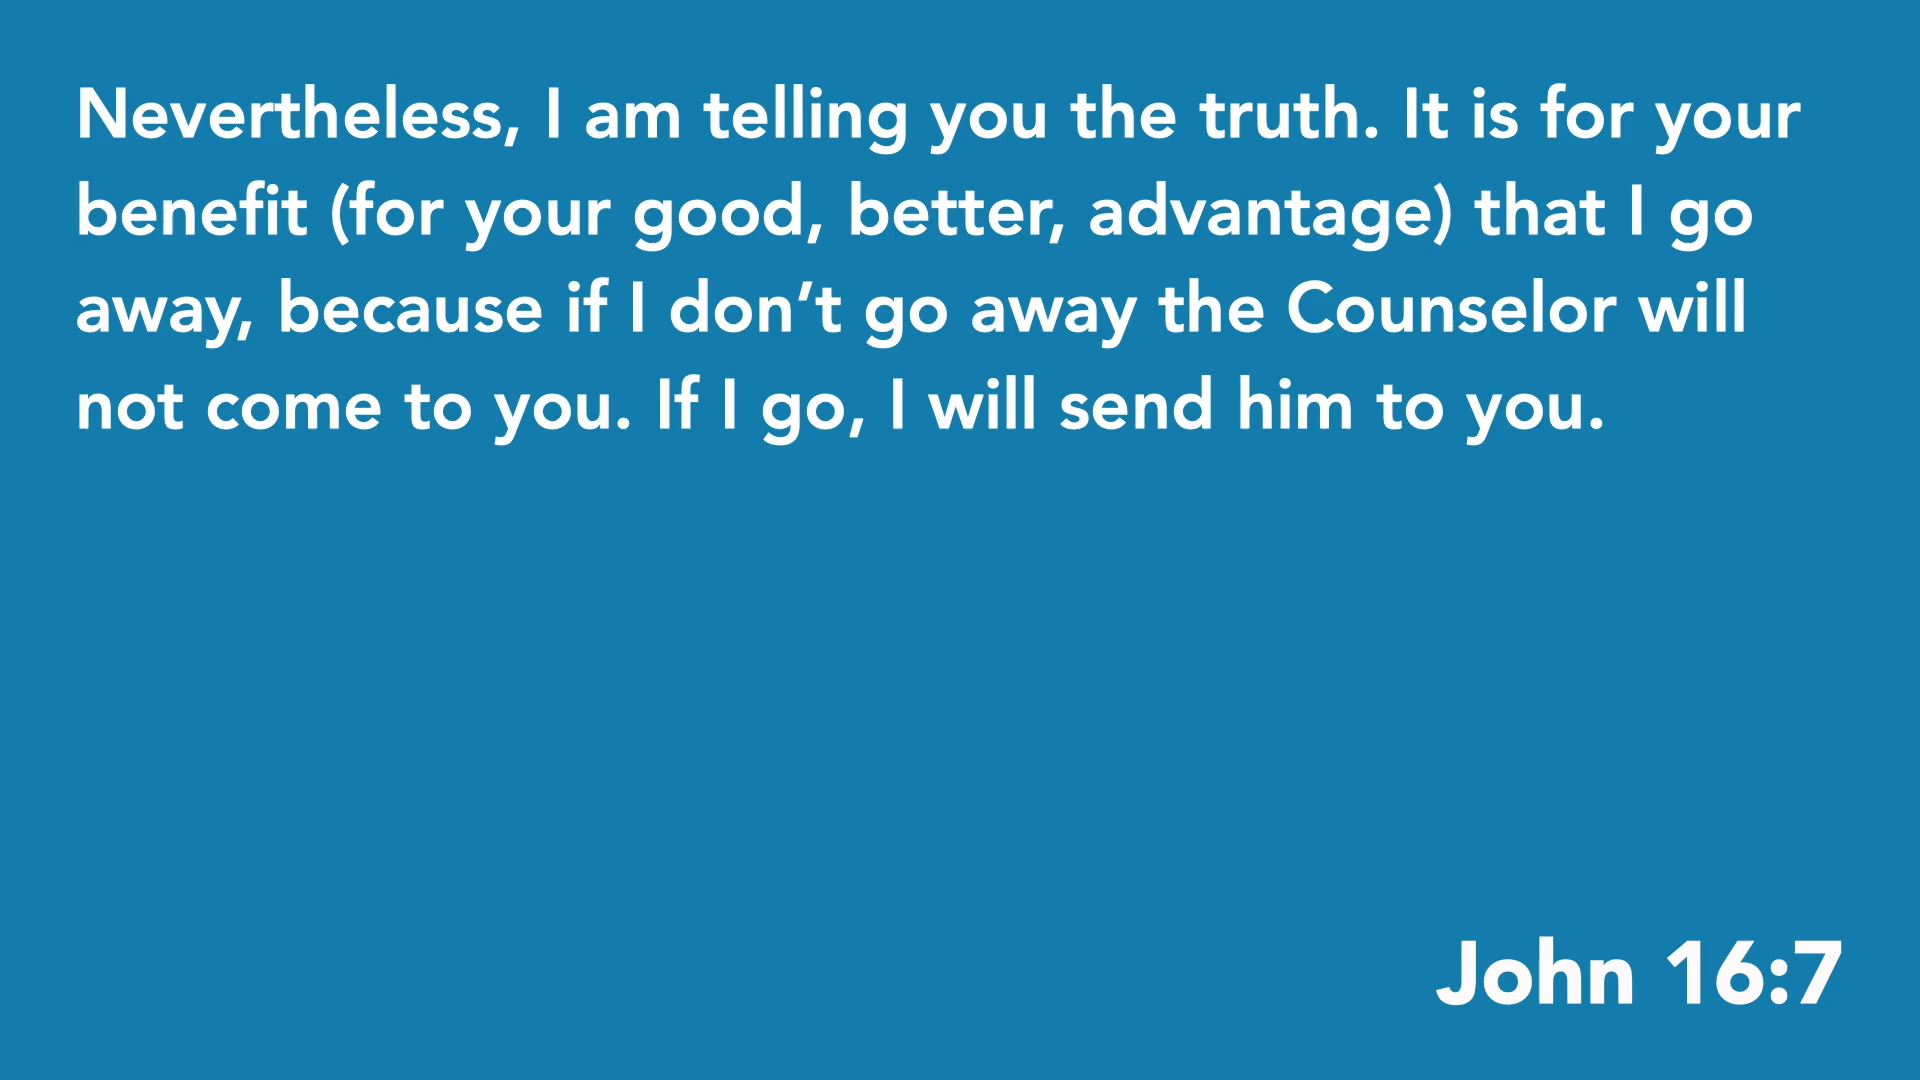 Nevertheless, I am telling you the truth. It is for your
benefit (for your good, better, advantage) that I go
away, because if I don’t go away the Counselor will
not come to you. If I go, I will send him to you.
John 16:7